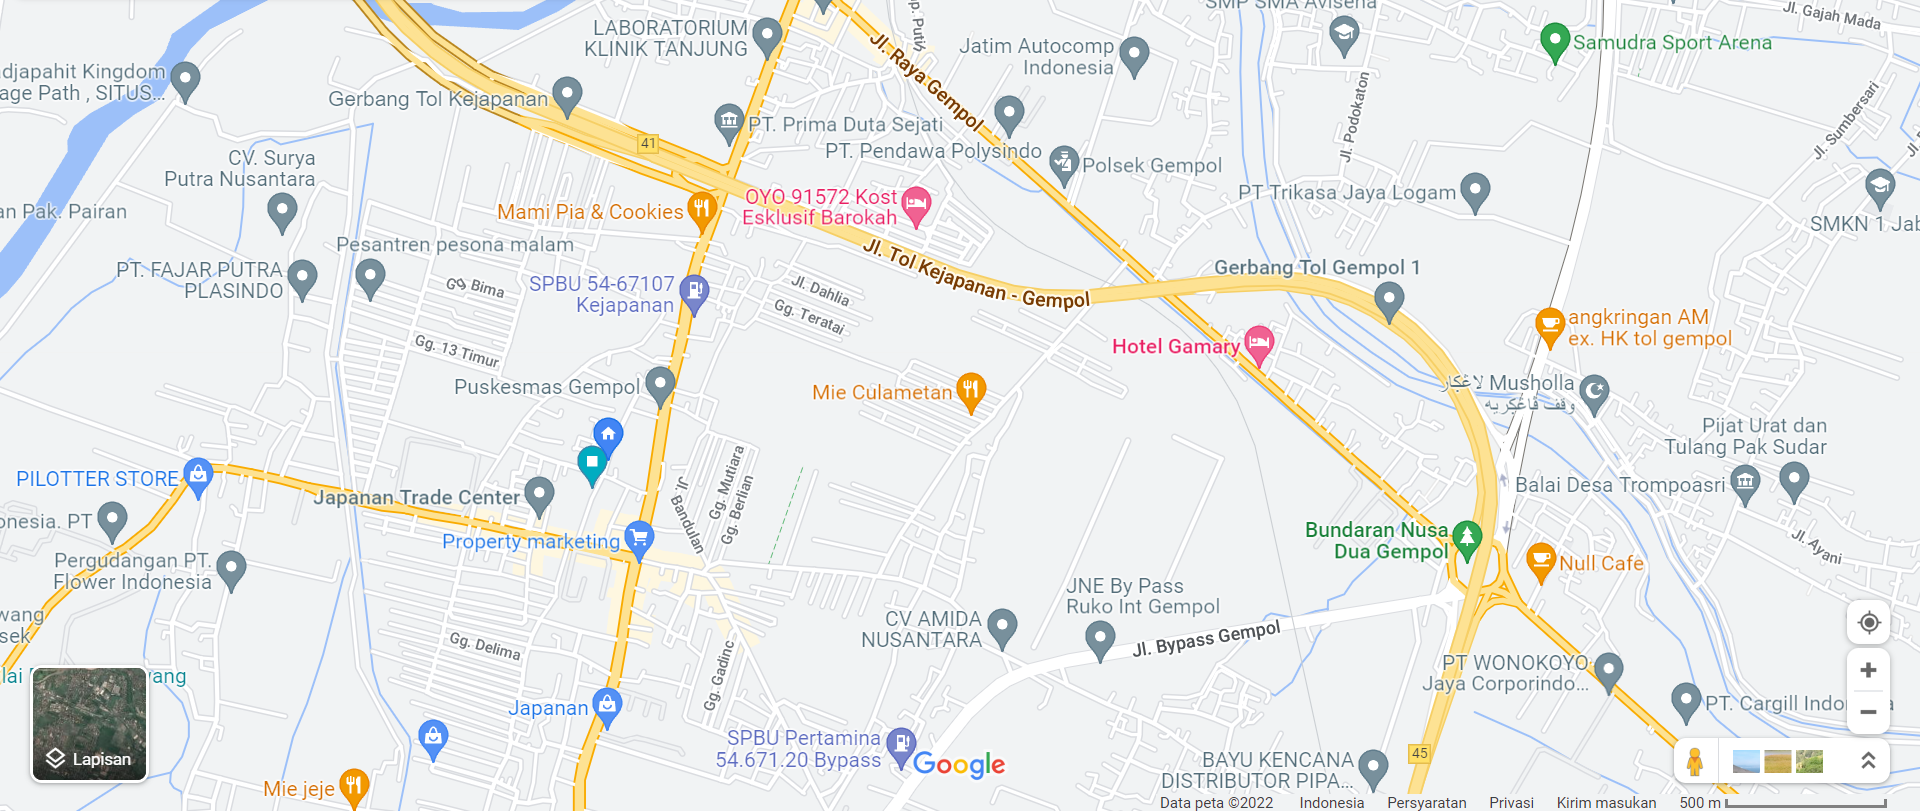 SMP SMA Avisena
Jl. Gajah Mada
LABORATORIUM
KLINIK TANJUNG
Jl. Raya Gempol
Jatim Autocomp
Indonesia
Samudra Sport Arena
adjapahit Kingdom
age Path , SITUS...
Gerbang Tol Kejapanan
41
PT. Prima Duta Sejati
PT. Pendawa Polysindo
Polsek Gempol
Jl. Podokaton
Jl. Sumbersari
CV. Surya
Putra Nusantara
an Pak. Pairan
Mami Pia & Cookies
OYO 91572 Kost
Esklusif Barokah
PT Trikasa Jaya Logam
SMKN 1 Jab
Pesantren pesona malam
PT. FAJAR PUTRA
PLASINDO
Gg. Bima
SPBU 54-67107
Kejapanan
Jl. Dahlia
Gg. Teratai
Jl. Tol Kejapanan - Gempol
Gerbang Tol Gempol 1
angkringan AM
ex. HK tol gempol
Gg. 13 Timur
Hotel Gamary
Puskesmas Gempol
Mie Culametan
Musholla
Pijat Urat dan
Tulang Pak Sudar
PILOTTER STORE
Japanan Trade Center
Jl. Bandulan
Gg. Mutiara
Gg. Berlian
Balai Desa Trompoasri
onesia. PT
Property marketing
Bundaran Nusa
Dua Gempol
Jl. Ayani
Pergudangan PT.
Flower Indonesia
Null Cafe
JNE By Pass
Ruko Int Gempol
wang
sek
CV AMIDA
NUSANTARA
Gg. Delima
Gg. Gadinc
Jl. Bypass Gempol
PT WONOKOYO
Jaya Corporindo...
lai
ang
Japanan
PT. Cargill Indo
a
Lapisan
SPBU Pertamina
54.671.20 Bypass
Google
45
BAYU KENCANA
DISTRIBUTOR PIPA...
Mie jeje
Data peta ©2022 Indonesia Persyaratan Privasi Kirim masukan 500 m